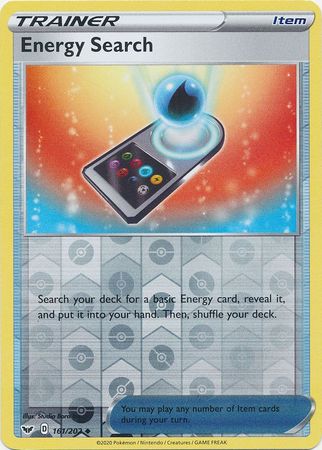 TRAINER
Item
Energy Search
Search your deck for a basic Energy card, reveal it,
and put it into your hand. Then, shuffle your deck.
Illus. Studio Bora
D 161/202
You may play any number of Item cards
during your turn.
©2020 Pokémon / Nintendo / Creatures / GAME FREAK